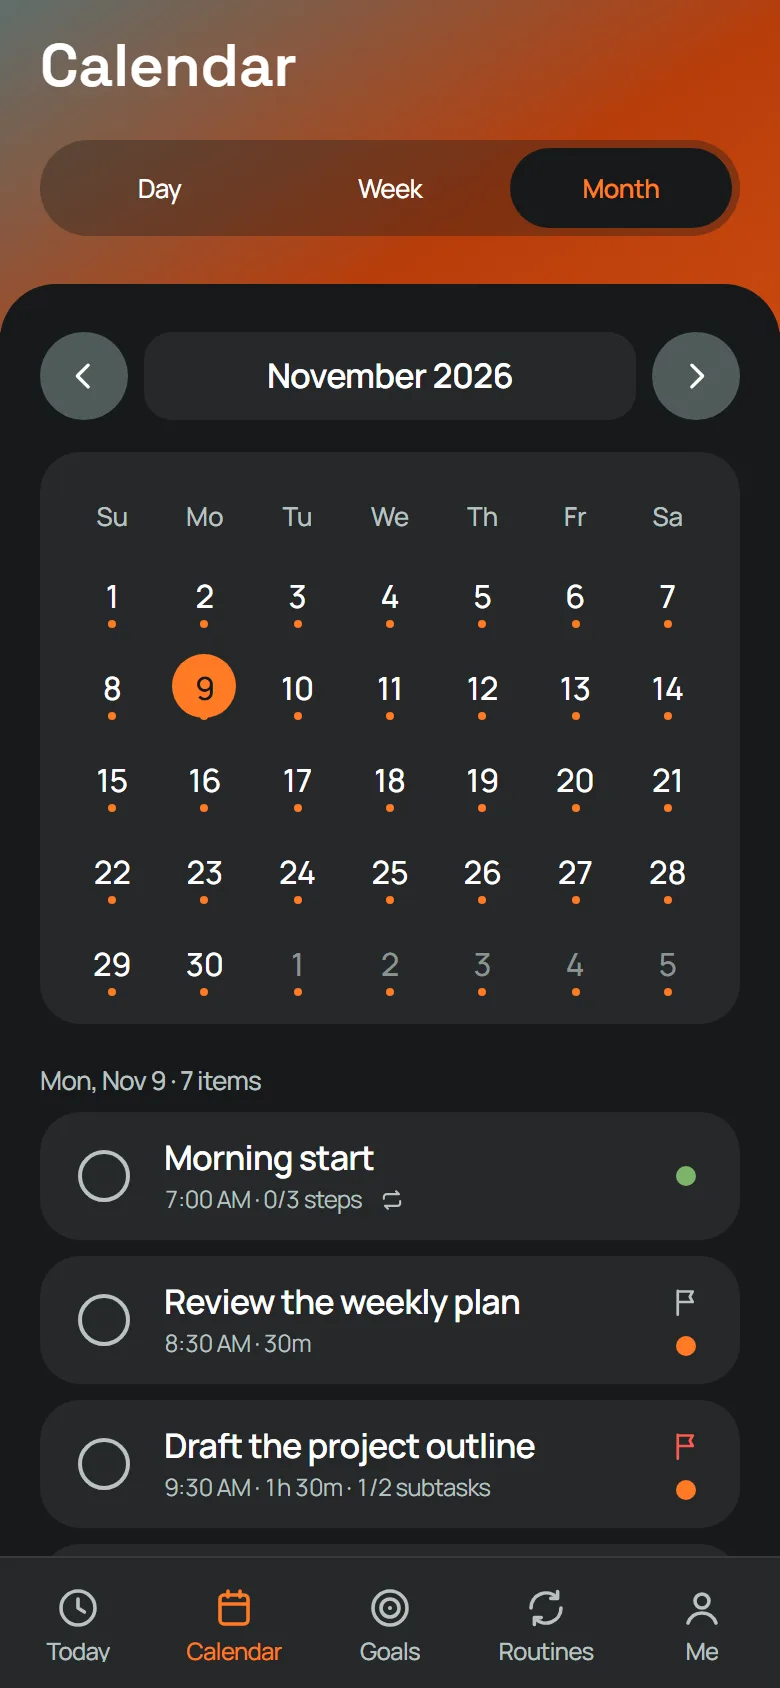 Calendar
Day Week Month
November 2026
Su Mo Tu We Th Fr Sa
1 2 3 4 5 6 7
8 9 10 11 12 13 14
15 16 17 18 19 20 21
22 23 24 25 26 27 28
29 30 1 2 3 4 5
Mon, Nov 9 · 7 items
Morning start
7:00 AM · 0/3 steps
Review the weekly plan
8:30 AM · 30m
Draft the project outline
9:30 AM · 1h 30m · 1/2 subtasks
Today Calendar Goals Routines Me